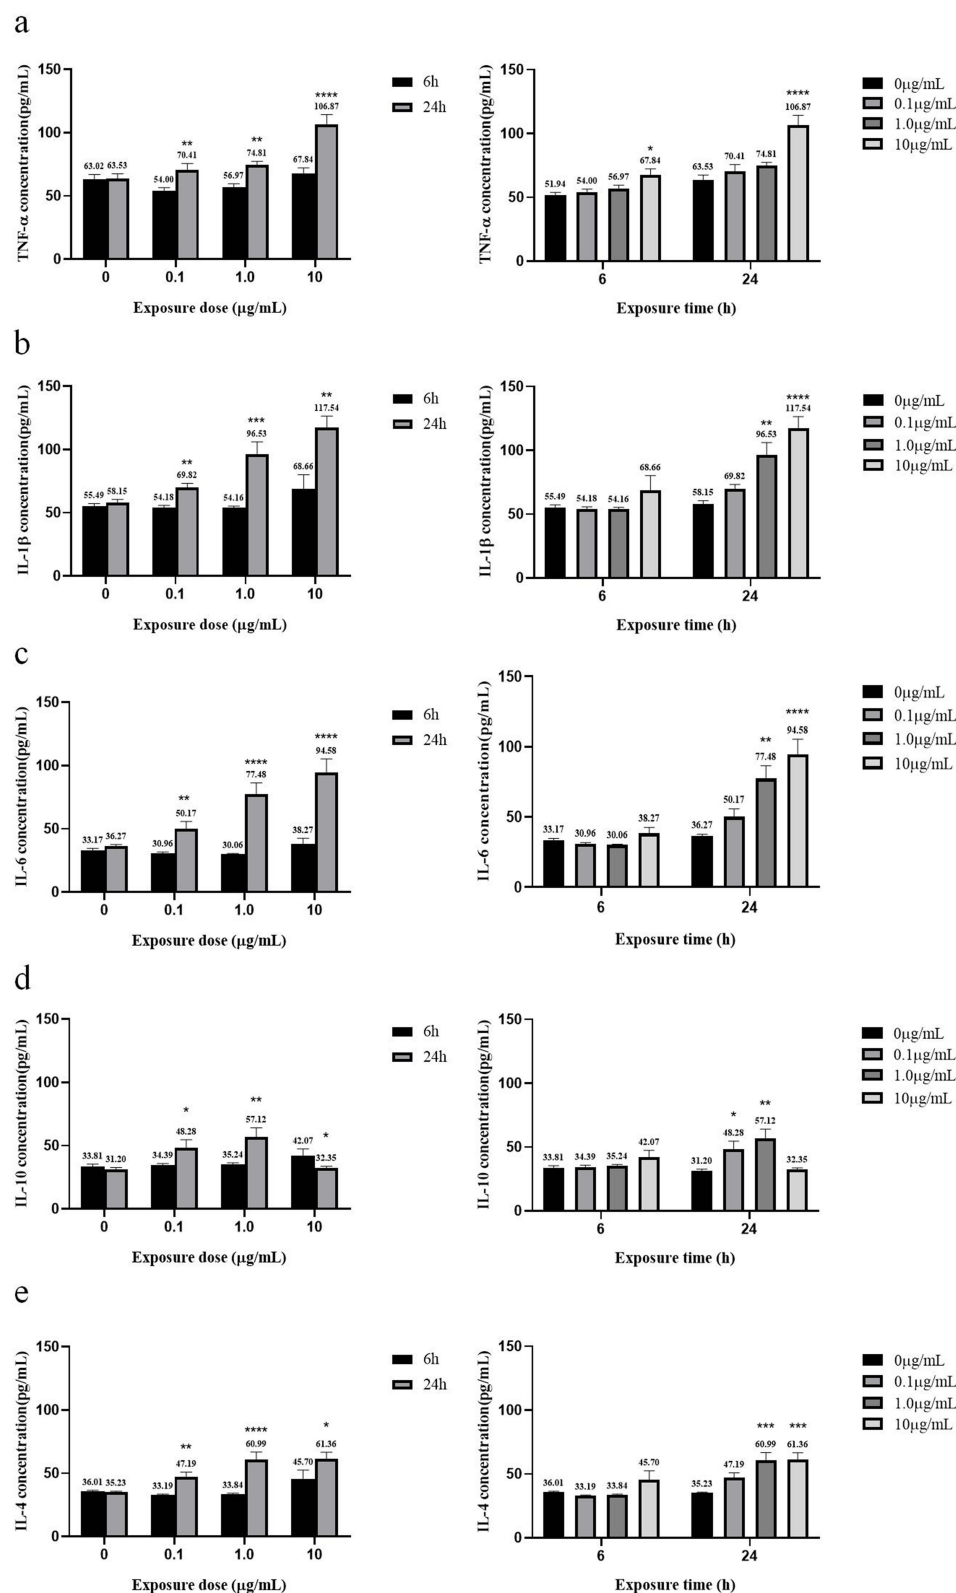 a
TNF-α concentration(pg/mL)
150
100
50
0
63.02 63.53
54.00
**
70.41
56.97
**
74.81
67.84
****
106.87
0 0.1 1.0 10
Exposure dose (μg/mL)
6h
24h
TNF-α concentration(pg/mL)
150
100
50
0
51.94 54.00 56.97
*
67.84
63.53 70.41 74.81
****
106.87
6 24
Exposure time (h)
0μg/mL
0.1μg/mL
1.0μg/mL
10μg/mL
b
IL-1β concentration(pg/mL)
150
100
50
0
55.49 58.15
54.18
**
69.82
54.16
***
96.53
68.66
**
117.54
0 0.1 1.0 10
Exposure dose (μg/mL)
6h
24h
IL-1β concentration(pg/mL)
150
100
50
0
55.49 54.18 54.16 68.66
58.15 69.82
**
96.53
****
117.54
6 24
Exposure time (h)
0μg/mL
0.1μg/mL
1.0μg/mL
10μg/mL
c
IL-6 concentration(pg/mL)
150
100
50
0
33.17 36.27
30.96
**
50.17
30.06
****
77.48
38.27
****
94.58
0 0.1 1.0 10
Exposure dose (μg/mL)
6h
24h
IL-6 concentration(pg/mL)
150
100
50
0
33.17 30.96 30.06 38.27
36.27 50.17
**
77.48
****
94.58
6 24
Exposure time (h)
0μg/mL
0.1μg/mL
1.0μg/mL
10μg/mL
d
IL-10 concentration(pg/mL)
150
100
50
0
33.81 31.20
34.39
*
48.28
35.24
**
57.12
42.07
*
32.35
0 0.1 1.0 10
Exposure dose (μg/mL)
6h
24h
IL-10 concentration(pg/mL)
150
100
50
0
33.81 34.39 35.24 42.07
31.20
*
48.28
**
57.12
32.35
6 24
Exposure time (h)
0μg/mL
0.1μg/mL
1.0μg/mL
10μg/mL
e
IL-4 concentration(pg/mL)
150
100
50
0
36.01 35.23
33.19
**
47.19
33.84
****
60.99
45.70
*
61.36
0 0.1 1.0 10
Exposure dose (μg/mL)
6h
24h
IL-4 concentration(pg/mL)
150
100
50
0
36.01 33.19 33.84 45.70
35.23 47.19
***
60.99
***
61.36
6 24
Exposure time (h)
0μg/mL
0.1μg/mL
1.0μg/mL
10μg/mL